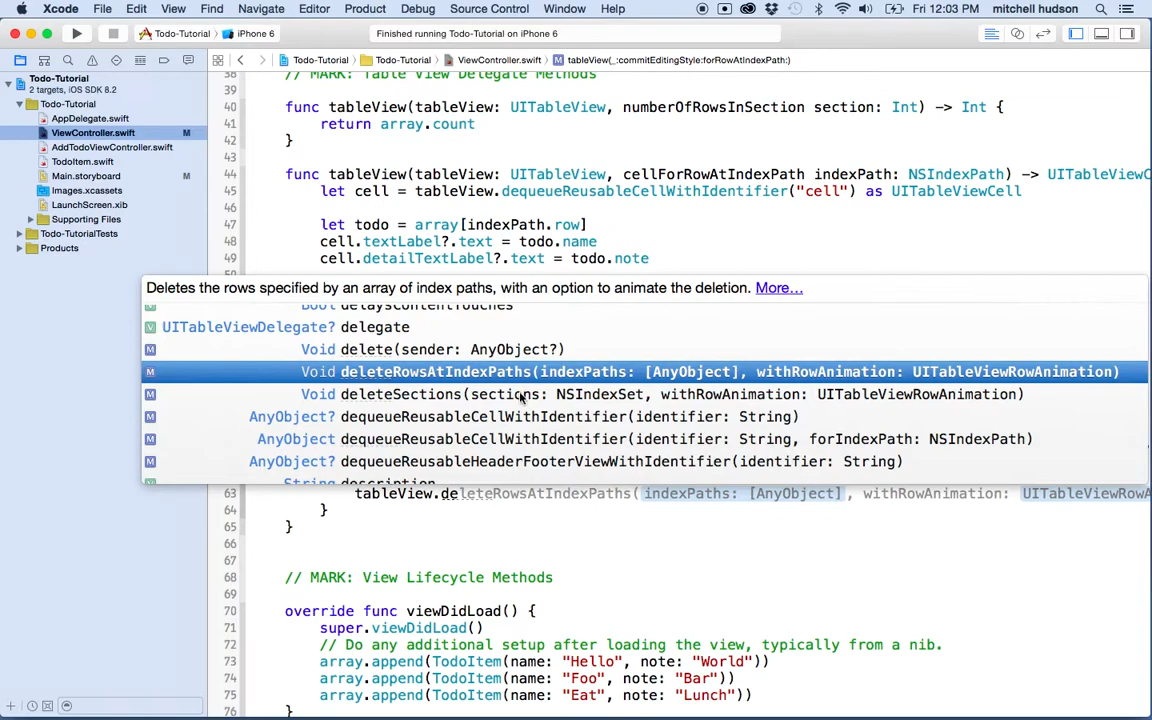 Xcode File Edit View Find Navigate Editor Product Debug Source Control Window Help Fri 12:03 PM mitchell hudson
Todo-Tutorial iPhone 6 Finished running Todo-Tutorial on iPhone 6
Todo-Tutorial Todo-Tutorial ViewController.swift M tableView(_:commitEditingStyle:forRowAtIndexPath:)
Todo-Tutorial
2 targets, iOS SDK 8.2
Todo-Tutorial
AppDelegate.swift
ViewController.swift M
AddTodoViewController.swift
TodoItem.swift
Main.storyboard M
Images.xcassets
LaunchScreen.xib
Supporting Files
Todo-TutorialTests
Products
38 // MARK: Table View Delegate Methods
39
40 func tableView(tableView: UITableView, numberOfRowsInSection section: Int) -> Int {
41 return array.count
42 }
43
44 func tableView(tableView: UITableView, cellForRowAtIndexPath indexPath: NSIndexPath) -> UITableViewC
45 let cell = tableView.dequeueReusableCellWithIdentifier("cell") as UITableViewCell
46
47 let todo = array[indexPath.row]
48 cell.textLabel?.text = todo.name
49 cell.detailTextLabel?.text = todo.note
Deletes the rows specified by an array of index paths, with an option to animate the deletion. More...
V Bool delaysContentTouches
V UITableViewDelegate? delegate
M Void delete(sender: AnyObject?)
M Void deleteRowsAtIndexPaths(indexPaths: [AnyObject], withRowAnimation: UITableViewRowAnimation)
M Void deleteSections(sections: NSIndexSet, withRowAnimation: UITableViewRowAnimation)
M AnyObject? dequeueReusableCellWithIdentifier(identifier: String)
M AnyObject dequeueReusableCellWithIdentifier(identifier: String, forIndexPath: NSIndexPath)
M AnyObject? dequeueReusableHeaderFooterViewWithIdentifier(identifier: String)
String description
63 tableView.deleteRowsAtIndexPaths(indexPaths: [AnyObject], withRowAnimation: UITableViewRowA
64 }
65 }
66
67
68 // MARK: View Lifecycle Methods
69
70 override func viewDidLoad() {
71 super.viewDidLoad()
72 // Do any additional setup after loading the view, typically from a nib.
73 array.append(TodoItem(name: "Hello", note: "World"))
74 array.append(TodoItem(name: "Foo", note: "Bar"))
75 array.append(TodoItem(name: "Eat", note: "Lunch"))
76 }